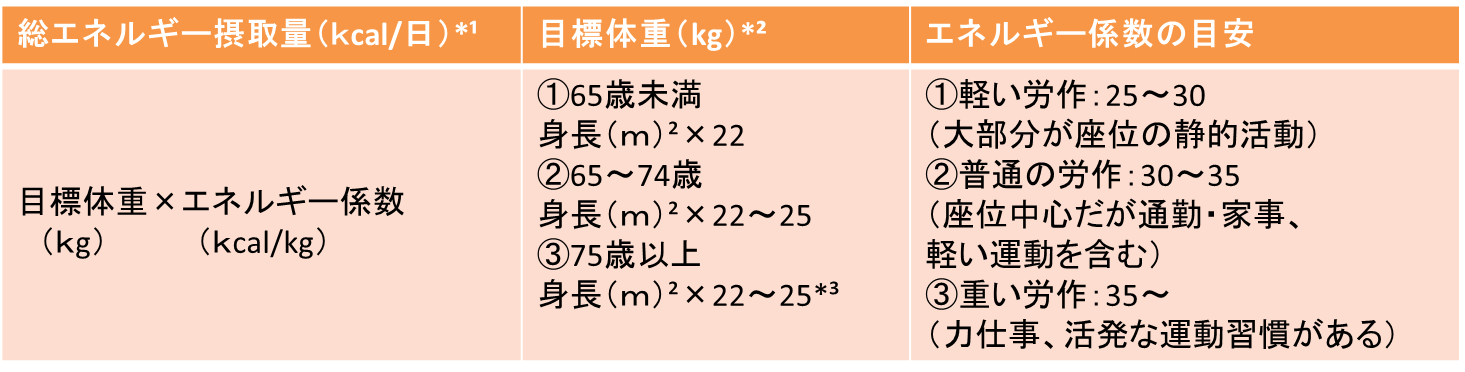 総エネルギー摂取量(kcal/日)*¹
目標体重(kg)*²
エネルギー係数の目安
目標体重×エネルギー係数
(kg) (kcal/kg)
①65歳未満
身長(m)²×22
②65～74歳
身長(m)²×22～25
③75歳以上
身長(m)²×22～25*³
①軽い労作:25～30
(大部分が座位の静的活動)
②普通の労作:30～35
(座位中心だが通勤・家事、
軽い運動を含む)
③重い労作:35～
(力仕事、活発な運動習慣がある)